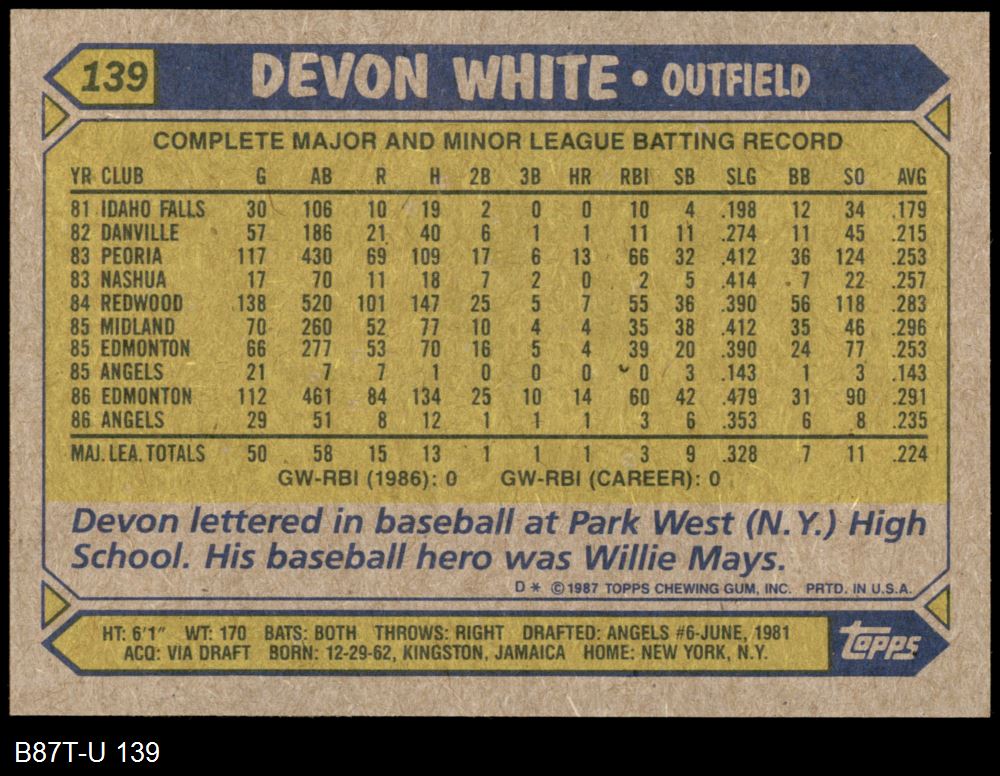 139 DEVON WHITE • OUTFIELD
COMPLETE MAJOR AND MINOR LEAGUE BATTING RECORD
YR CLUB G AB R H 2B 3B HR RBI SB SLG BB SO AVG
81 IDAHO FALLS 30 106 10 19 2 0 0 10 4 .198 12 34 .179
82 DANVILLE 57 186 21 40 6 1 1 11 11 .274 11 45 .215
83 PEORIA 117 430 69 109 17 6 13 66 32 .412 36 124 .253
83 NASHUA 17 70 11 18 7 2 0 2 5 .414 7 22 .257
84 REDWOOD 138 520 101 147 25 5 7 55 36 .390 56 118 .283
85 MIDLAND 70 260 52 77 10 4 4 35 38 .412 35 46 .296
85 EDMONTON 66 277 53 70 16 5 4 39 20 .390 24 77 .253
85 ANGELS 21 7 7 1 0 0 0 0 3 .143 1 3 .143
86 EDMONTON 112 461 84 134 25 10 14 60 42 .479 31 90 .291
86 ANGELS 29 51 8 12 1 1 1 3 6 .353 6 8 .235
MAJ. LEA. TOTALS 50 58 15 13 1 1 1 3 9 .328 7 11 .224
GW-RBI (1986): 0 GW-RBI (CAREER): 0
Devon lettered in baseball at Park West (N.Y.) High
School. His baseball hero was Willie Mays.
D * © 1987 TOPPS CHEWING GUM, INC. PRTD. IN U.S.A.
HT: 6'1" WT: 170 BATS: BOTH THROWS: RIGHT DRAFTED: ANGELS #6-JUNE, 1981
ACQ: VIA DRAFT BORN: 12-29-62, KINGSTON, JAMAICA HOME: NEW YORK, N.Y.
topps
B87T-U 139